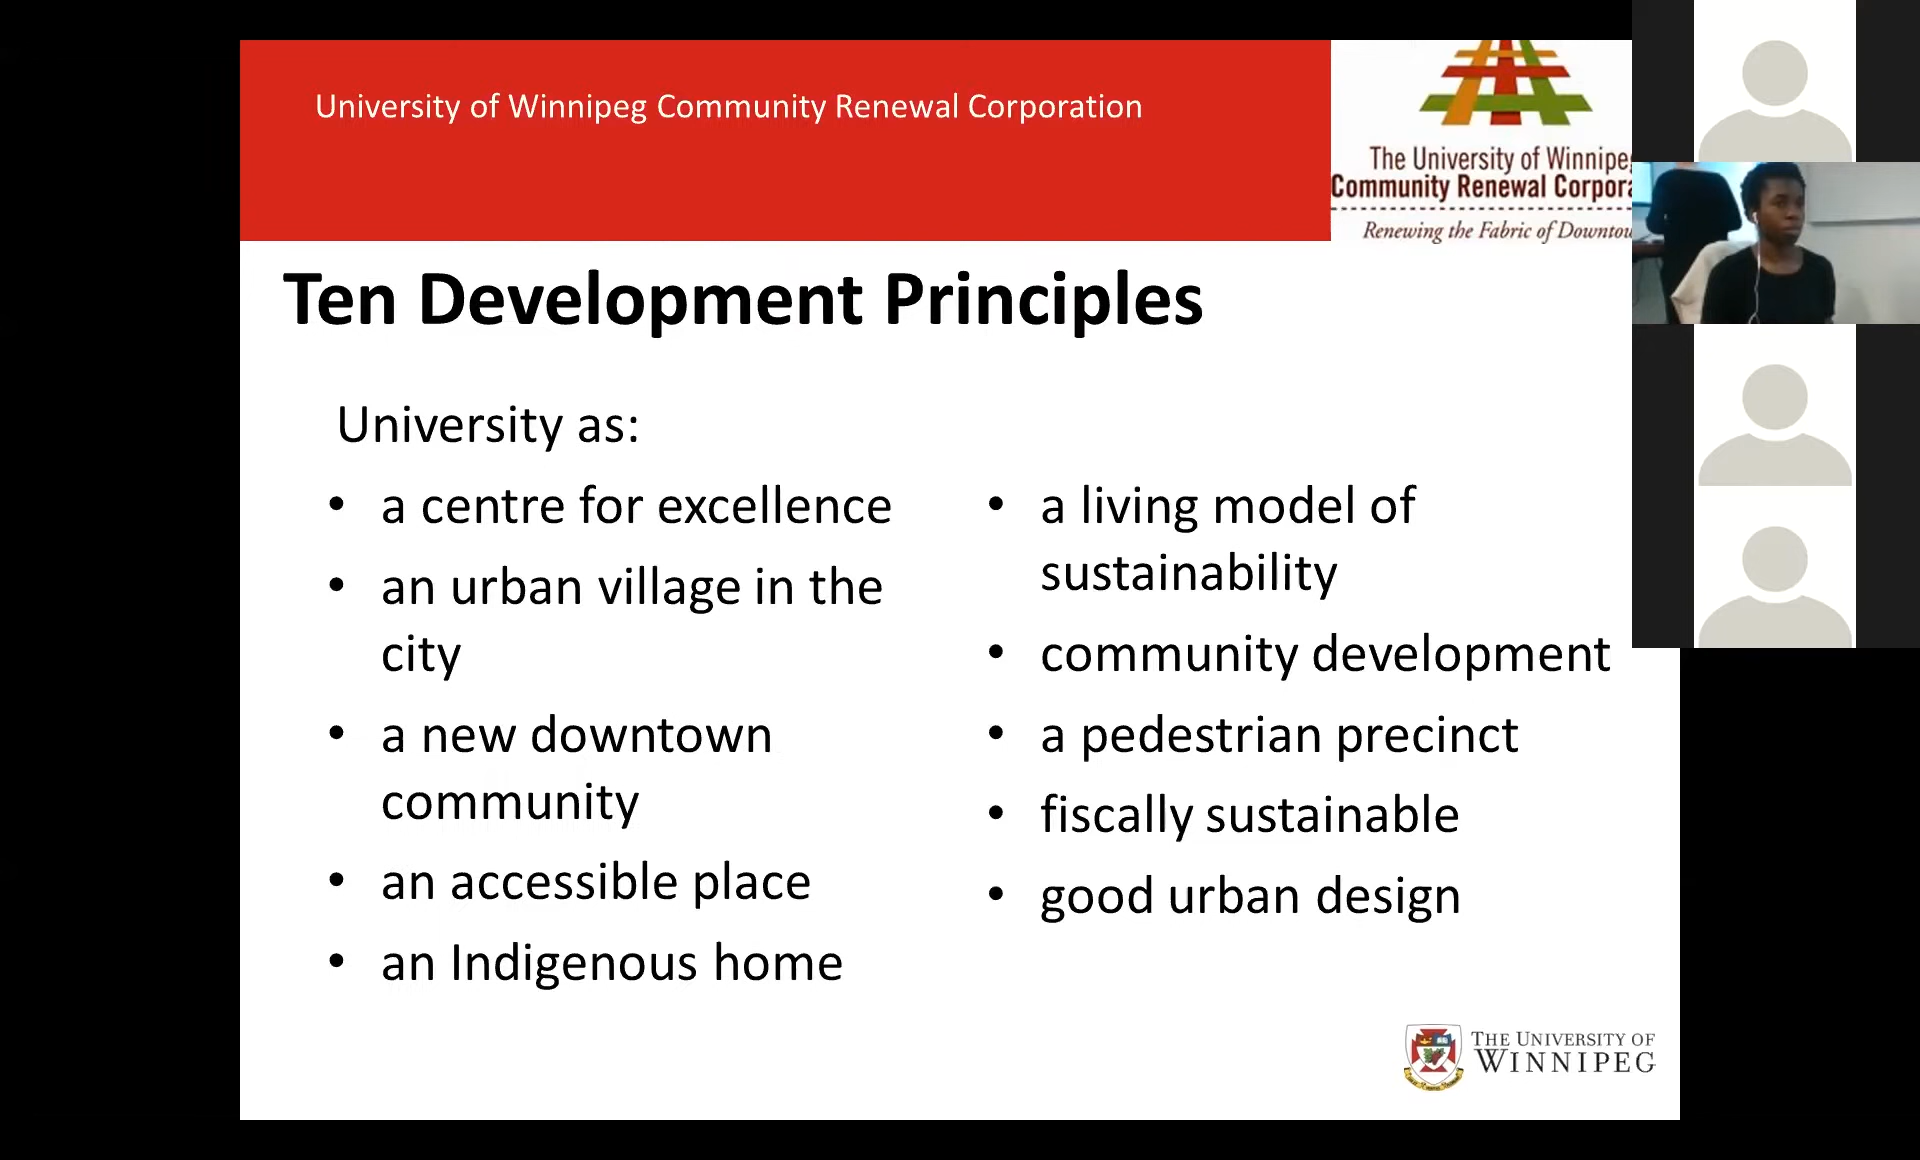 University of Winnipeg Community Renewal Corporation
The University of Winnipe
Community Renewal Corpora
Renewing the Fabric of Downtow
Ten Development Principles
University as:
• a centre for excellence
• an urban village in the
city
• a new downtown
community
• an accessible place
• an Indigenous home
• a living model of
sustainability
• community development
• a pedestrian precinct
• fiscally sustainable
• good urban design
THE UNIVERSITY OF
WINNIPEG